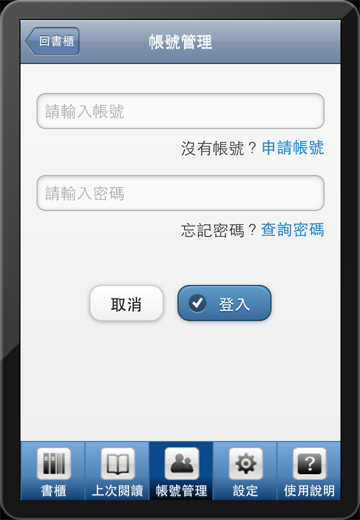 回書櫃
帳號管理
請輸入帳號
沒有帳號？申請帳號
請輸入密碼
忘記密碼？查詢密碼
取消
登入
書櫃
上次閱讀
帳號管理
設定
?
使用說明